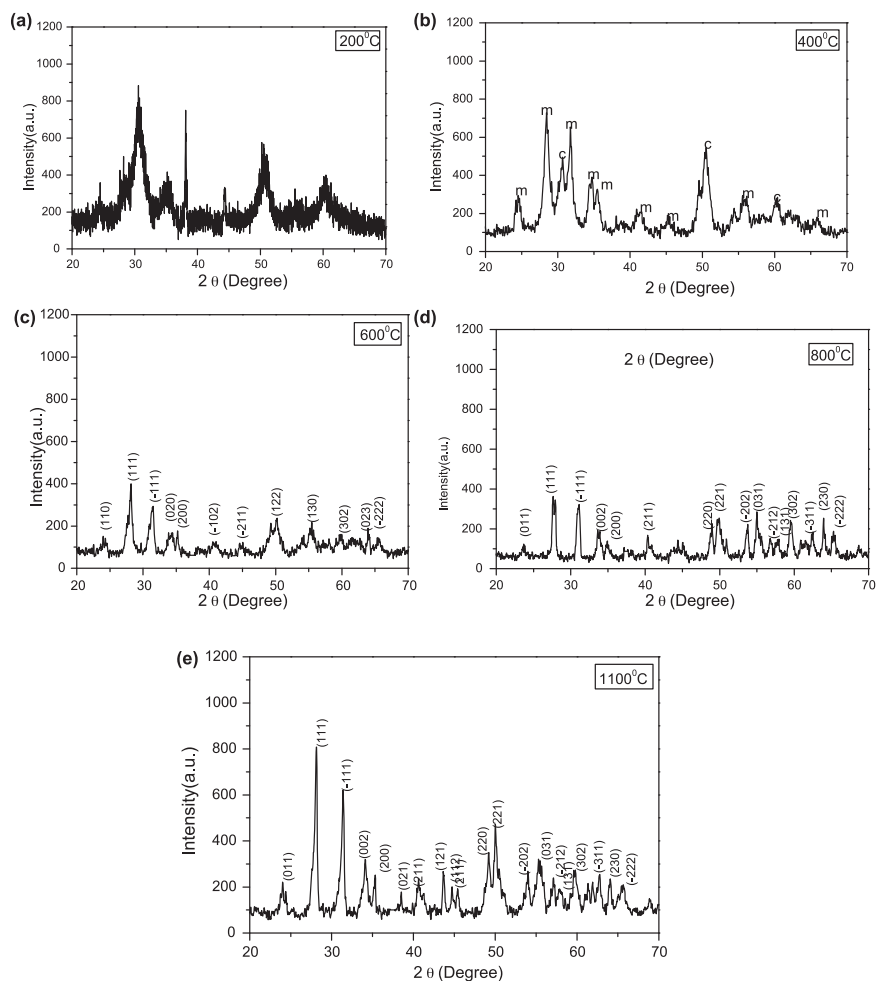 (a)
200⁰C
Intensity(a.u.)
1200
1000
800
600
400
200
0
20 30 40 50 60 70
2 θ (Degree)
(b)
400⁰C
Intensity(a.u.)
1200
1000
800
600
400
200
0
m m c m m m m m c m c m
20 30 40 50 60 70
2 θ (Degree)
(c)
600⁰C
Intensity(a.u.)
1200
1000
800
600
400
200
0
(110) (111) (-111) (020) (200) (-102) (-211) (122) (130) (302) (023) (-222)
20 30 40 50 60 70
2 θ (Degree)
(d)
800⁰C
2 θ (Degree)
Intensity(a.u.)
1200
1000
800
600
400
200
0
(011) (111) (-111) (002) (200) (211) (220) (221) (-202) (031) (-212) (131) (302) (-311) (230) (-222)
20 30 40 50 60 70
2 θ (Degree)
(e)
1100⁰C
Intensity(a.u.)
1200
1000
800
600
400
200
0
(011) (111) (-111) (002) (200) (021) (-211) (121) (112) (211) (220) (221) (-202) (031) (-212) (131) (302) (-311) (230) (-222)
20 30 40 50 60 70
2 θ (Degree)